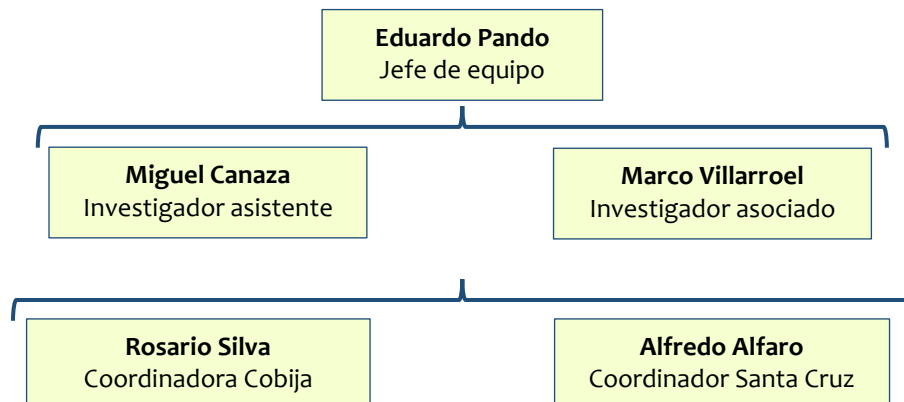 Eduardo Pando
Jefe de equipo
Miguel Canaza
Investigador asistente
Marco Villarroel
Investigador asociado
Rosario Silva
Coordinadora Cobija
Alfredo Alfaro
Coordinador Santa Cruz